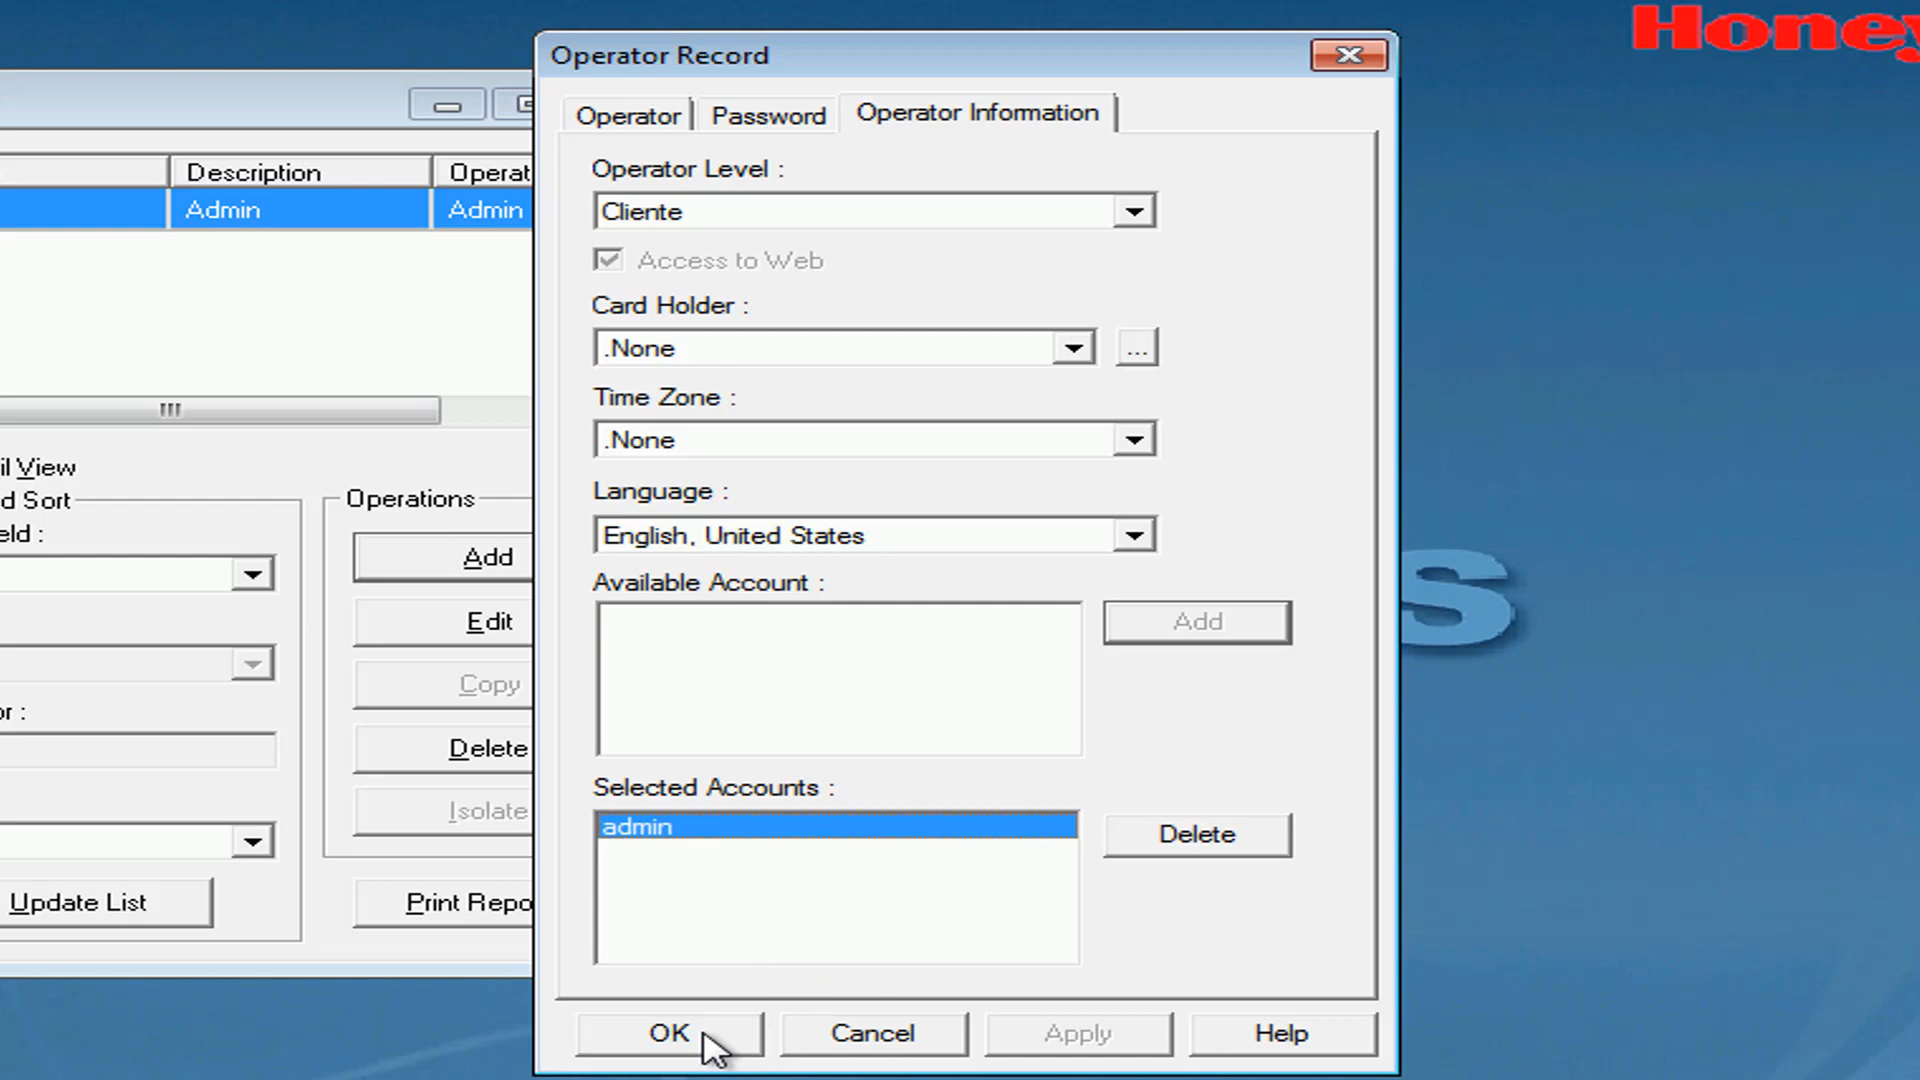 Honey
Operator Record
Operator
Password
Operator Information
Operator Level :
Cliente
Access to Web
Card Holder :
.None
...
Time Zone :
.None
Language :
English, United States
Available Account :
Add
Selected Accounts :
admin
Delete
OK
Cancel
Apply
Help
Description
Operat
Admin
Admin
il View
d Sort
eld :
or :
Update List
Operations
Add
Edit
Copy
Delete
Isolate
Print Repo
s